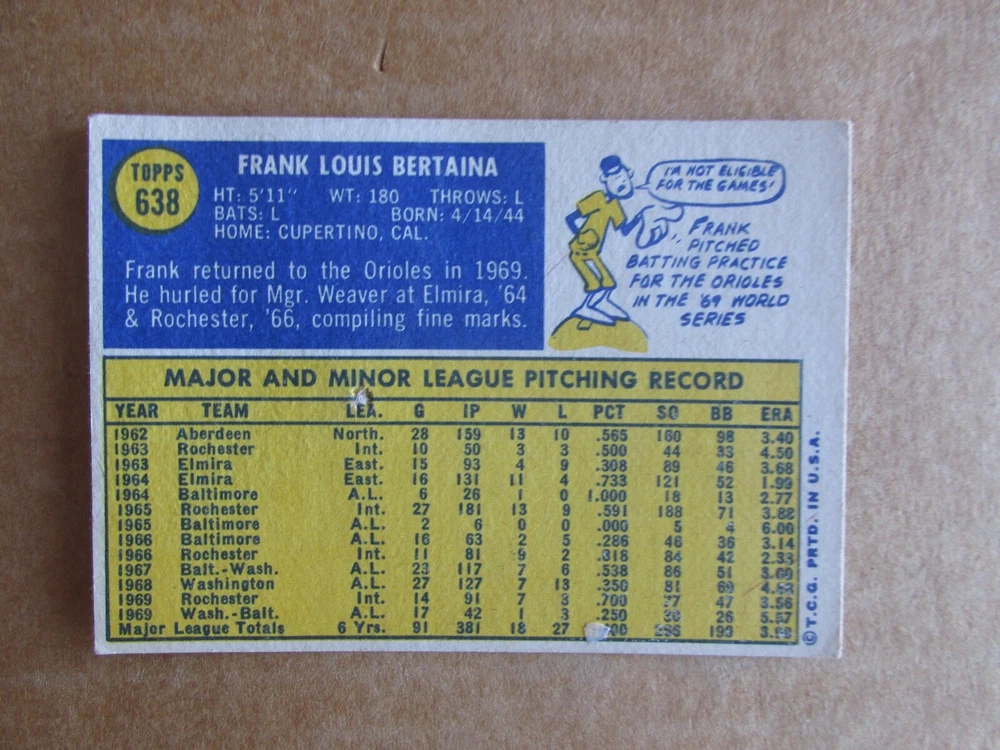 TOPPS
638
FRANK LOUIS BERTAINA
HT: 5'11" WT: 180 THROWS: L
BATS: L BORN: 4/14/44
HOME: CUPERTINO, CAL.
Frank returned to the Orioles in 1969.
He hurled for Mgr. Weaver at Elmira, '64
& Rochester, '66, compiling fine marks.
I'M NOT ELIGIBLE
FOR THE GAMES'
FRANK
PITCHED
BATTING PRACTICE
FOR THE ORIOLES
IN THE '69 WORLD
SERIES
MAJOR AND MINOR LEAGUE PITCHING RECORD
YEAR TEAM LEA. G IP W L PCT SO BB ERA
1962 Aberdeen North. 28 159 13 10 .565 160 98 3.40
1963 Rochester Int. 10 50 3 3 .500 44 33 4.50
1963 Elmira East. 15 93 4 9 .308 89 46 3.68
1964 Elmira East. 16 131 11 4 .733 121 52 1.99
1964 Baltimore A.L. 6 26 1 0 1.000 18 13 2.77
1965 Rochester Int. 27 181 13 9 .591 188 71 3.88
1965 Baltimore A.L. 2 6 0 0 .000 5 4 6.00
1966 Baltimore A.L. 16 63 2 5 .286 46 36 3.14
1966 Rochester Int. 11 81 9 2 .818 84 42 2.33
1967 Balt.-Wash. A.L. 23 117 7 6 .538 86 51
1968 Washington A.L. 27 127 7 13 .350 81 69
1969 Rochester Int. 14 91 7 3 .700 77 47 3.56
1969 Wash.-Balt. A.L. 17 42 1 3 .250 26 5.57
Major League Totals 6 Yrs. 91 381 18 27 193
© T.C.G. PRTD. IN U.S.A.